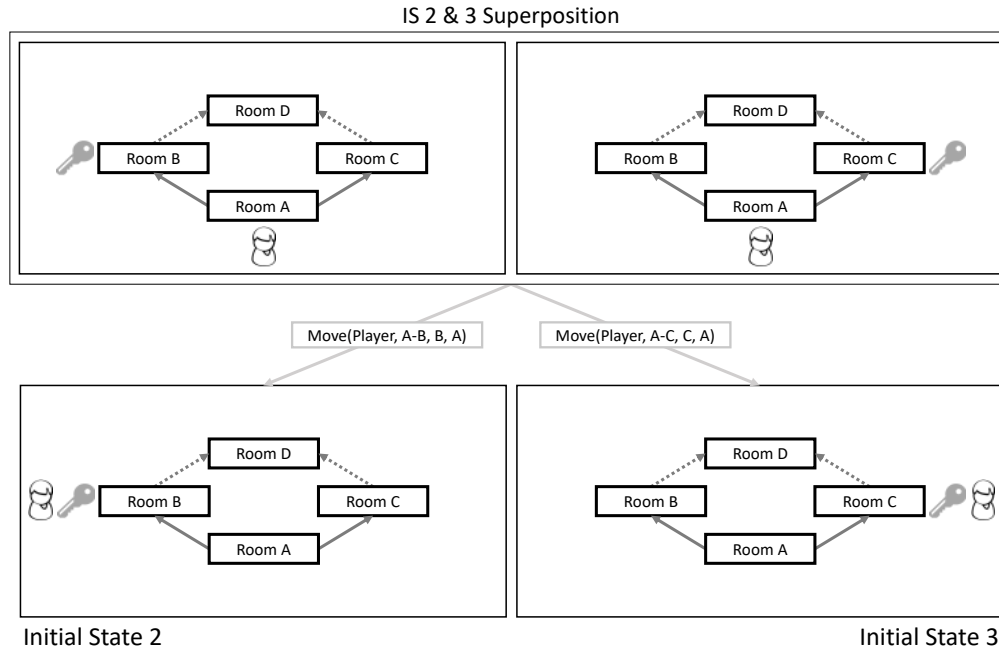 IS 2 & 3 Superposition
Room D
Room B
Room C
Room A
Room D
Room B
Room C
Room A
Move(Player, A-B, B, A)
Move(Player, A-C, C, A)
Room D
Room B
Room C
Room A
Room D
Room B
Room C
Room A
Initial State 2
Initial State 3